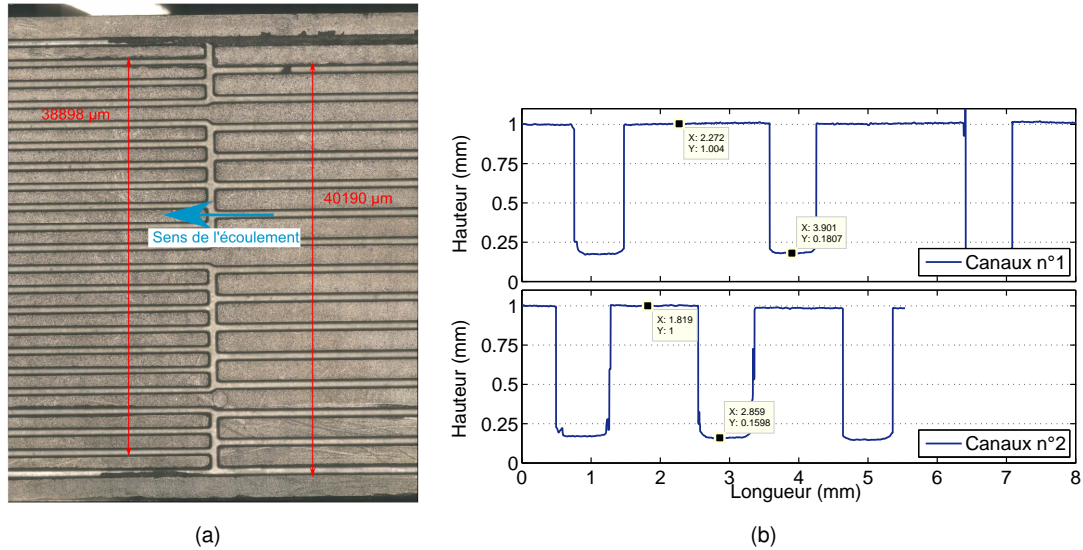 38898 µm
40190 µm
Sens de l'écoulement
(a)
Hauteur (mm)
1
0.75
0.5
0.25
0
X: 2.272
Y: 1.004
X: 3.901
Y: 0.1807
Canaux n°1
Hauteur (mm)
1
0.75
0.5
0.25
0
X: 1.819
Y: 1
X: 2.859
Y: 0.1598
Canaux n°2
0 1 2 3 4 5 6 7 8
Longueur (mm)
(b)